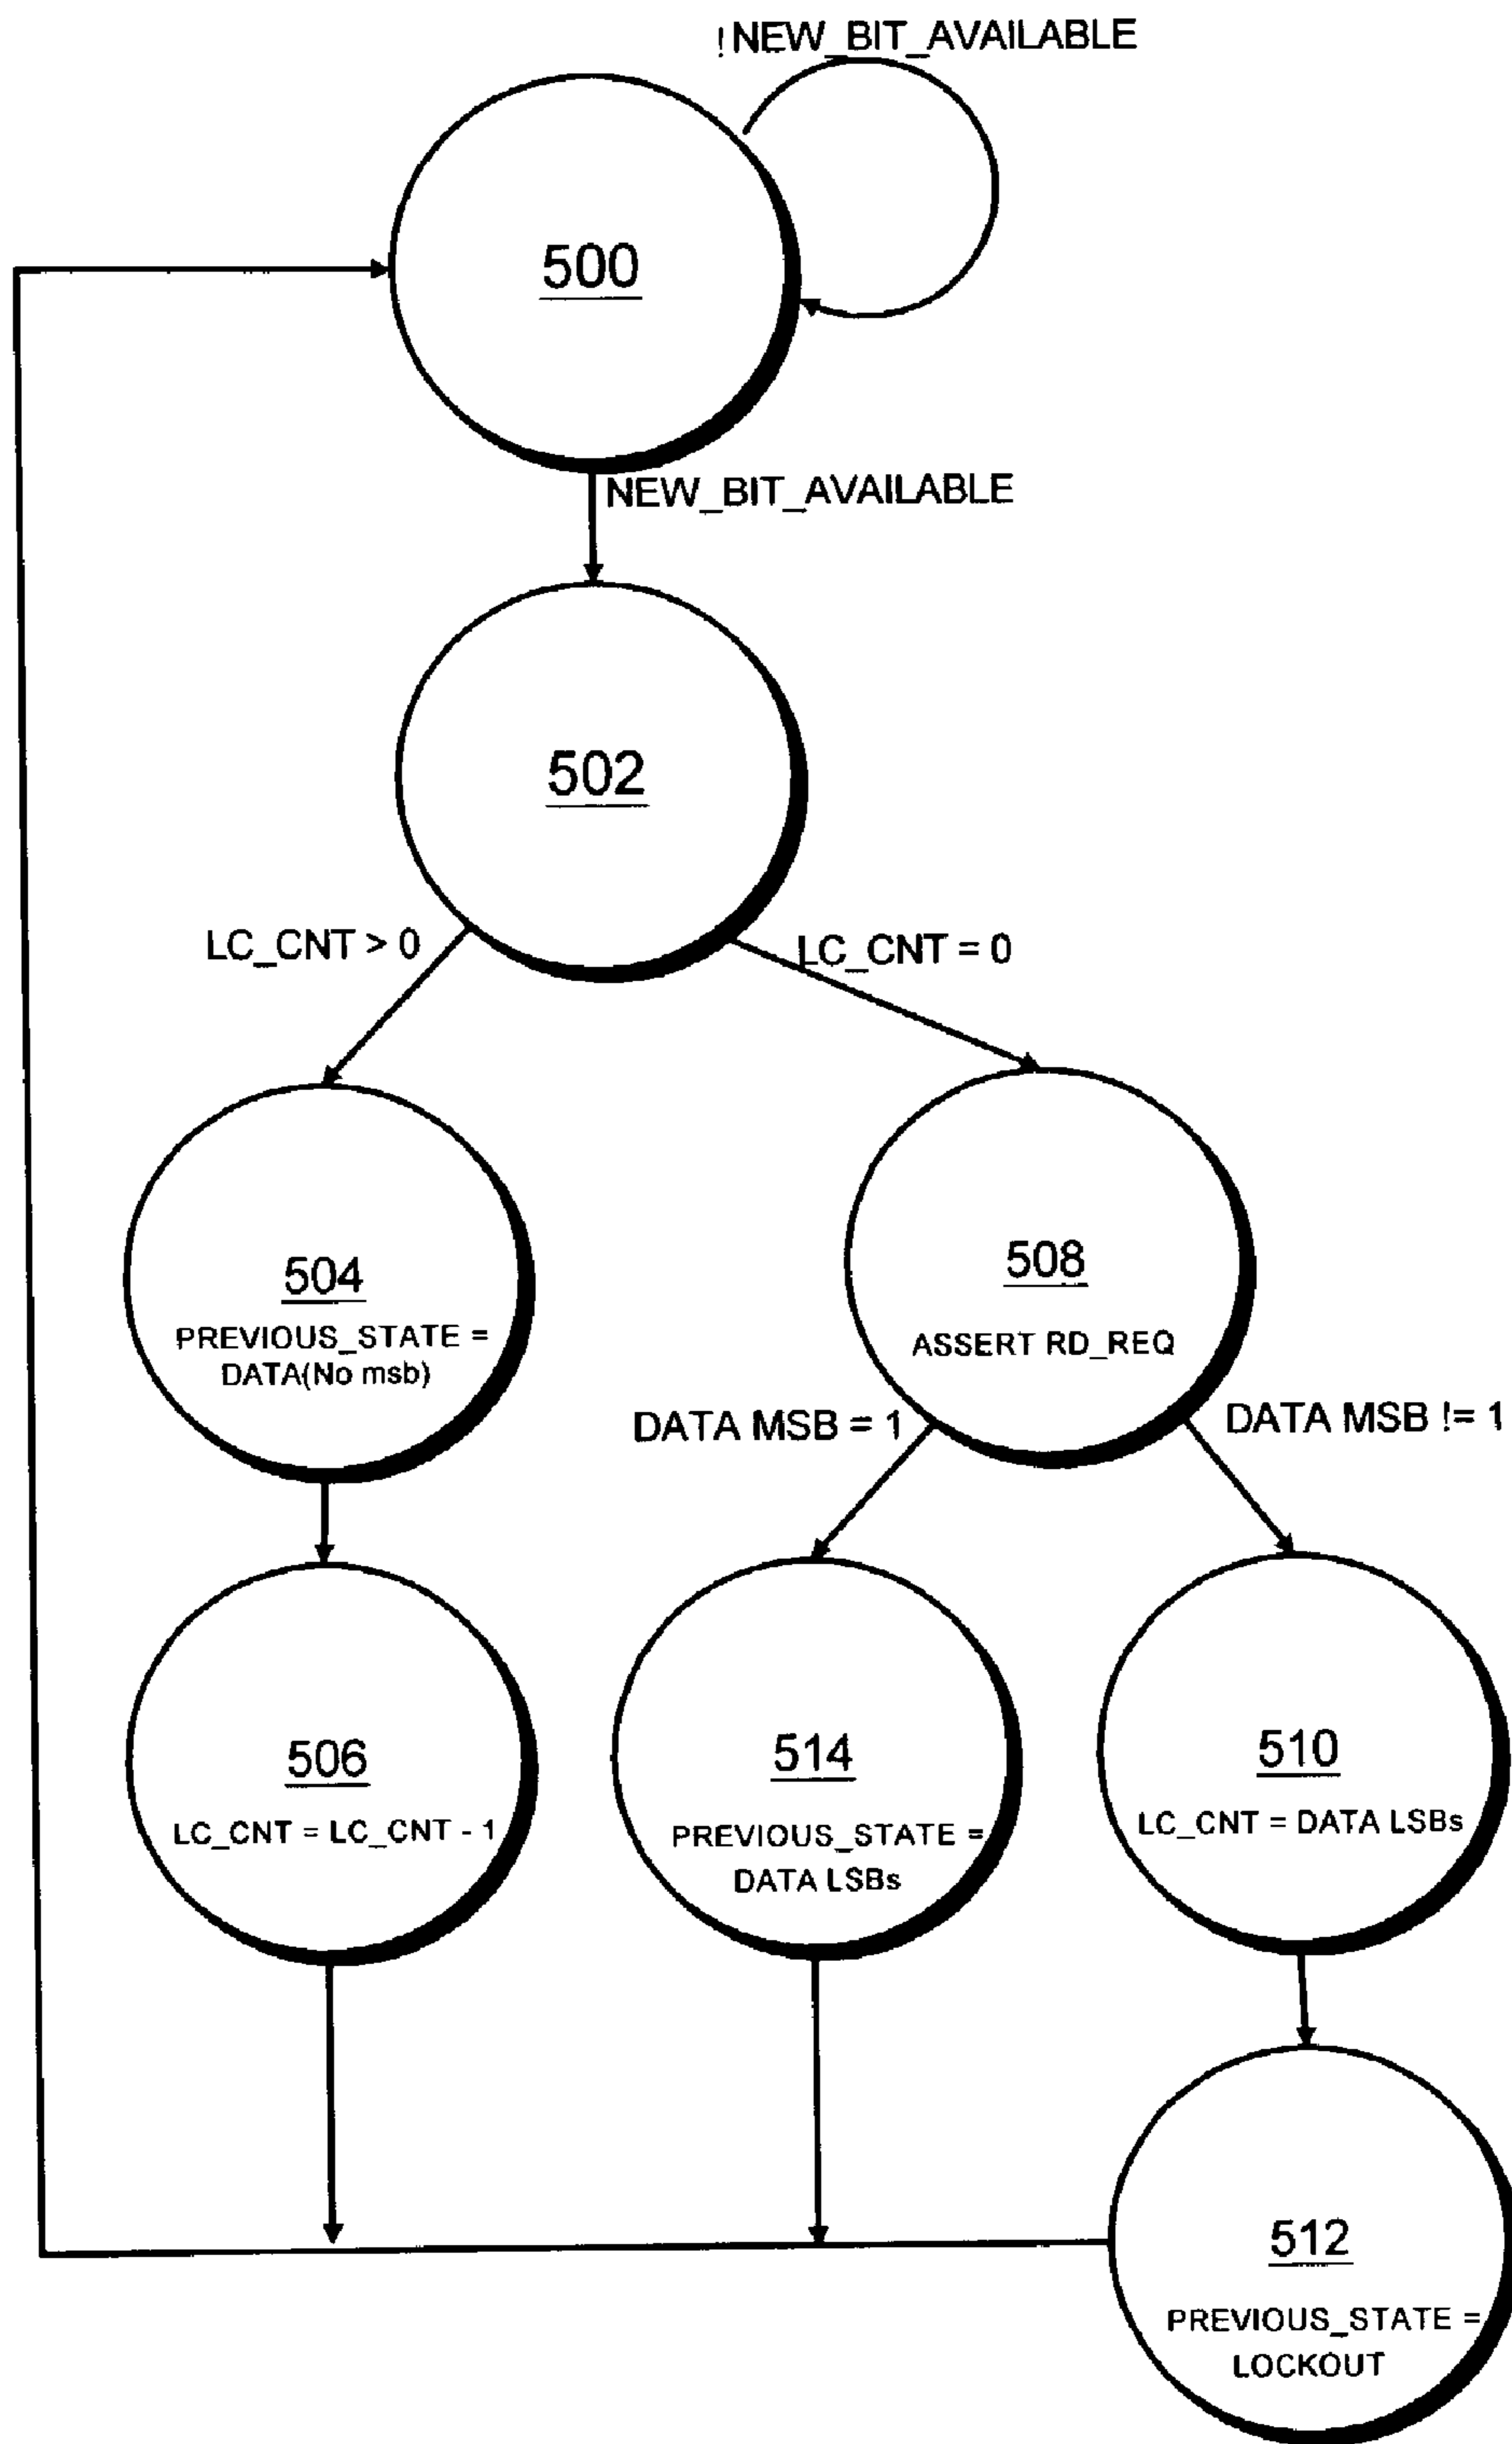 !NEW_BIT_AVAILABLE
500
NEW_BIT_AVAILABLE
502
LC_CNT > 0
LC_CNT = 0
504
PREVIOUS_STATE =
DATA(No msb)
508
ASSERT RD_REQ
DATA MSB = 1
DATA MSB != 1
506
LC_CNT = LC_CNT - 1
514
PREVIOUS_STATE =
DATA LSBs
510
LC_CNT = DATA LSBs
512
PREVIOUS_STATE =
LOCKOUT